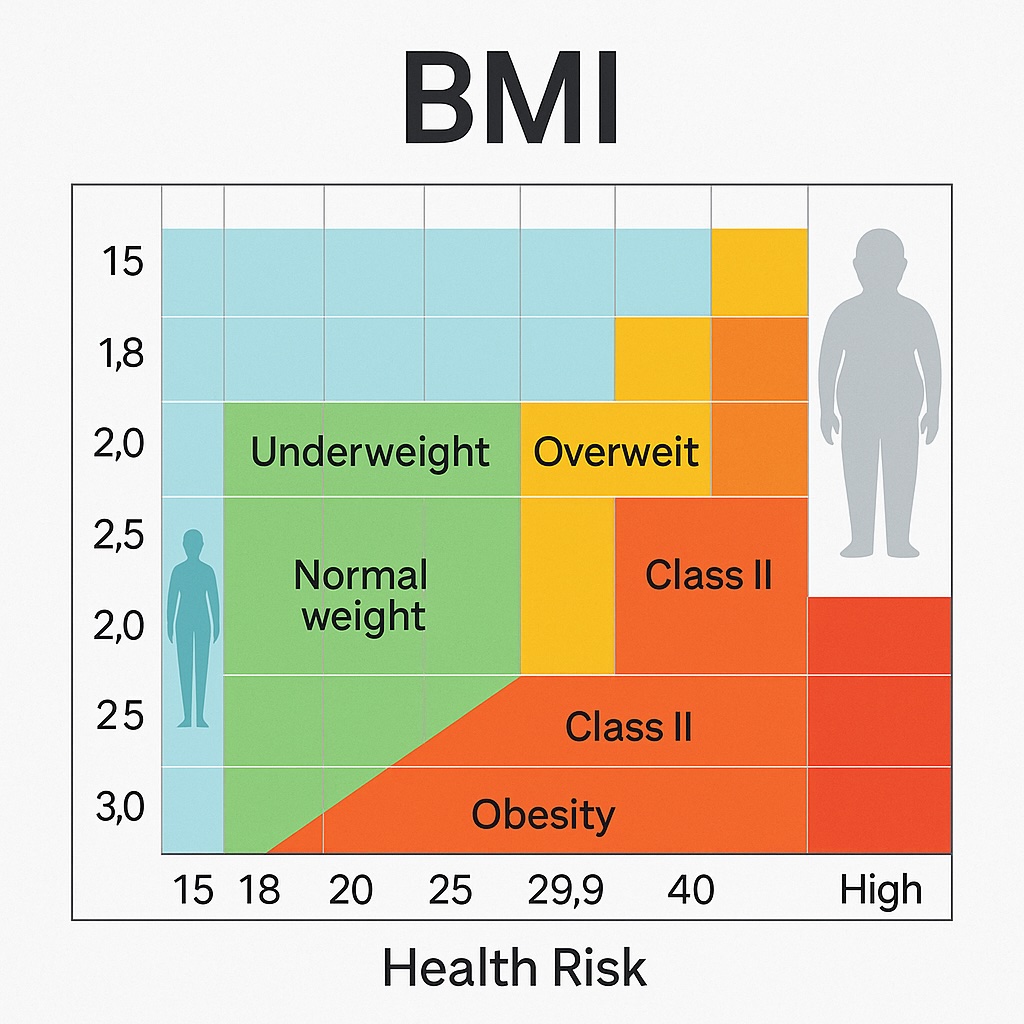 BMI
15
1,8
2,0
Underweight
Overweit
2,5
Normal
weight
Class II
2,0
25
Class II
3,0
Obesity
15
18
20
25
29,9
40
High
Health Risk